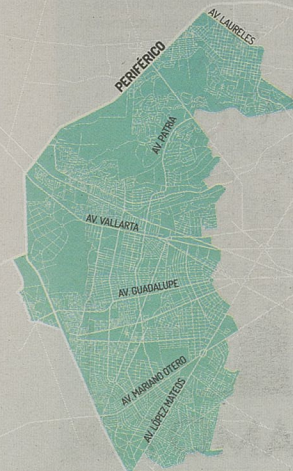 AV. LAURELES
PERIFÉRICO
AV. PATRIA
AV. VALLARTA
AV. GUADALUPE
AV. MARIANO OTERO
AV. LÓPEZ MATEOS